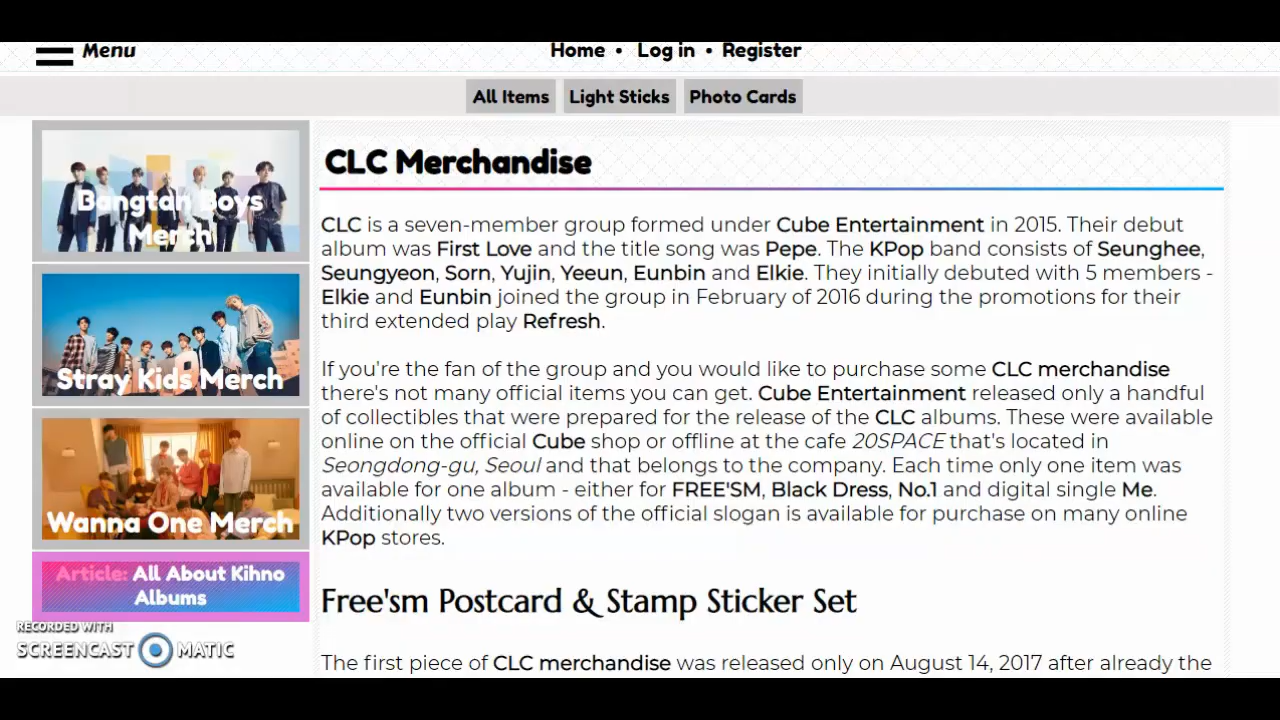 Menu
Home • Log in • Register
All Items
Light Sticks
Photo Cards
Bangtan Boys
Merch
Stray Kids Merch
Wanna One Merch
Article: All About Kihno
Albums
RECORDED WITH
SCREENCAST MATIC
CLC Merchandise
CLC is a seven-member group formed under Cube Entertainment in 2015. Their debut
album was First Love and the title song was Pepe. The KPop band consists of Seunghee,
Seungyeon, Sorn, Yujin, Yeeun, Eunbin and Elkie. They initially debuted with 5 members -
Elkie and Eunbin joined the group in February of 2016 during the promotions for their
third extended play Refresh.
If you're the fan of the group and you would like to purchase some CLC merchandise
there's not many official items you can get. Cube Entertainment released only a handful
of collectibles that were prepared for the release of the CLC albums. These were available
online on the official Cube shop or offline at the cafe 20SPACE that's located in
Seongdong-gu, Seoul and that belongs to the company. Each time only one item was
available for one album - either for FREE'SM, Black Dress, No.1 and digital single Me.
Additionally two versions of the official slogan is available for purchase on many online
KPop stores.
Free'sm Postcard & Stamp Sticker Set
The first piece of CLC merchandise was released only on August 14, 2017 after already the